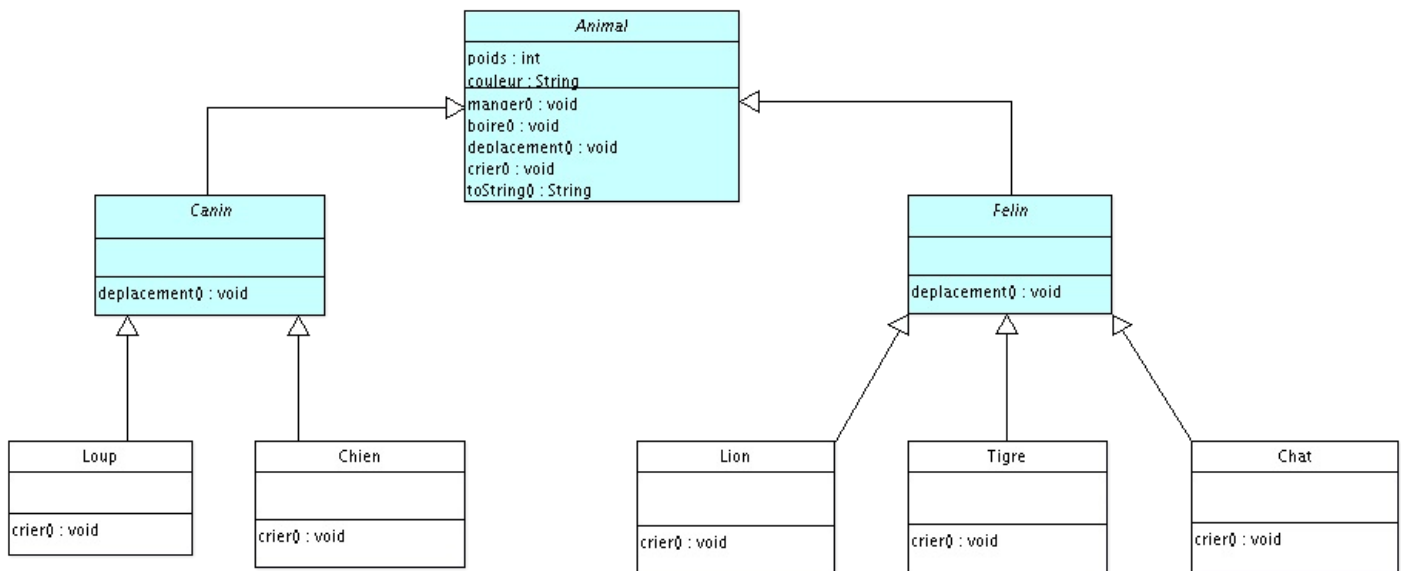 Animal
poids : int
couleur : String
manger() : void
boire() : void
deplacement() : void
crier() : void
toString() : String
Canin
deplacement() : void
Felin
deplacement() : void
Loup
crier() : void
Chien
crier() : void
Lion
crier() : void
Tigre
crier() : void
Chat
crier() : void